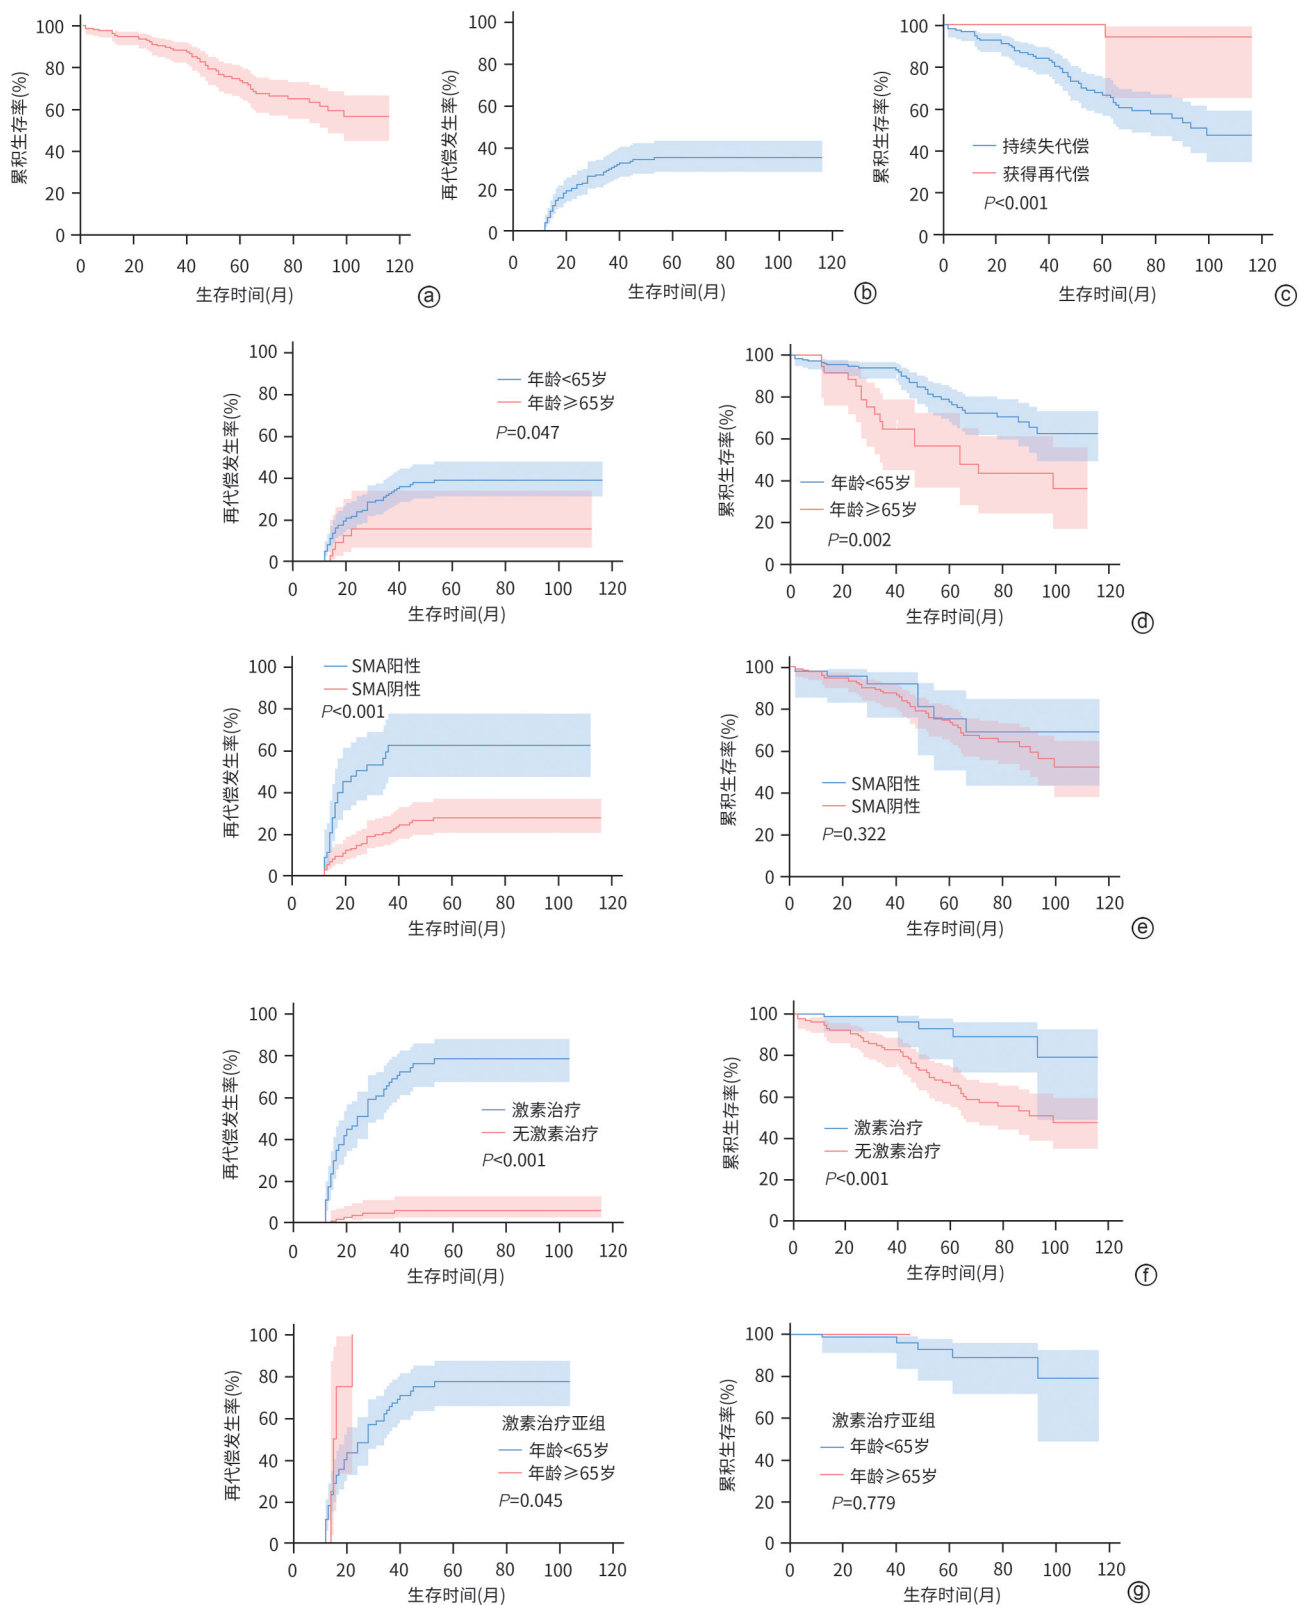 累积生存率(%)
100
80
60
40
20
0
0 20 40 60 80 100 120
生存时间(月)
ⓐ
再代偿发生率(%)
100
80
60
40
20
0
0 20 40 60 80 100 120
生存时间(月)
ⓑ
累积生存率(%)
100
80
60
40
20
0
持续失代偿
获得再代偿
P<0.001
0 20 40 60 80 100 120
生存时间(月)
ⓒ
再代偿发生率(%)
100
80
60
40
20
0
年龄<65岁
年龄≥65岁
P=0.047
0 20 40 60 80 100 120
生存时间(月)
累积生存率(%)
100
80
60
40
20
0
年龄<65岁
年龄≥65岁
P=0.002
0 20 40 60 80 100 120
生存时间(月)
ⓓ
再代偿发生率(%)
100
80
60
40
20
0
SMA阳性
SMA阴性
P<0.001
0 20 40 60 80 100 120
生存时间(月)
累积生存率(%)
100
80
60
40
20
0
SMA阳性
SMA阴性
P=0.322
0 20 40 60 80 100 120
生存时间(月)
ⓔ
再代偿发生率(%)
100
80
60
40
20
0
激素治疗
无激素治疗
P<0.001
0 20 40 60 80 100 120
生存时间(月)
累积生存率(%)
100
80
60
40
20
0
激素治疗
无激素治疗
P<0.001
0 20 40 60 80 100 120
生存时间(月)
ⓕ
再代偿发生率(%)
100
80
60
40
20
0
激素治疗亚组
年龄<65岁
年龄≥65岁
P=0.045
0 20 40 60 80 100 120
生存时间(月)
累积生存率(%)
100
80
60
40
20
0
激素治疗亚组
年龄<65岁
年龄≥65岁
P=0.779
0 20 40 60 80 100 120
生存时间(月)
ⓖ